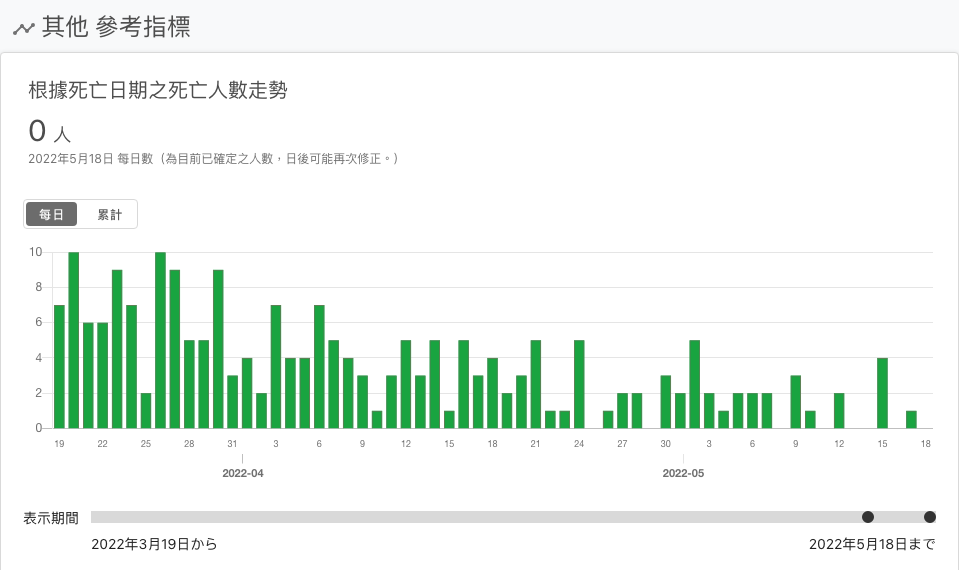 其他 參考指標
根據死亡日期之死亡人數走勢
0 人
2022年5月18日 每日數（為目前已確定之人數，日後可能再次修正。）
每日 累計
10
8
6
4
2
0
19 22 25 28 31 3 6 9 12 15 18 21 24 27 30 3 6 9 12 15 18
2022-04 2022-05
表示期間
2022年3月19日から 2022年5月18日まで